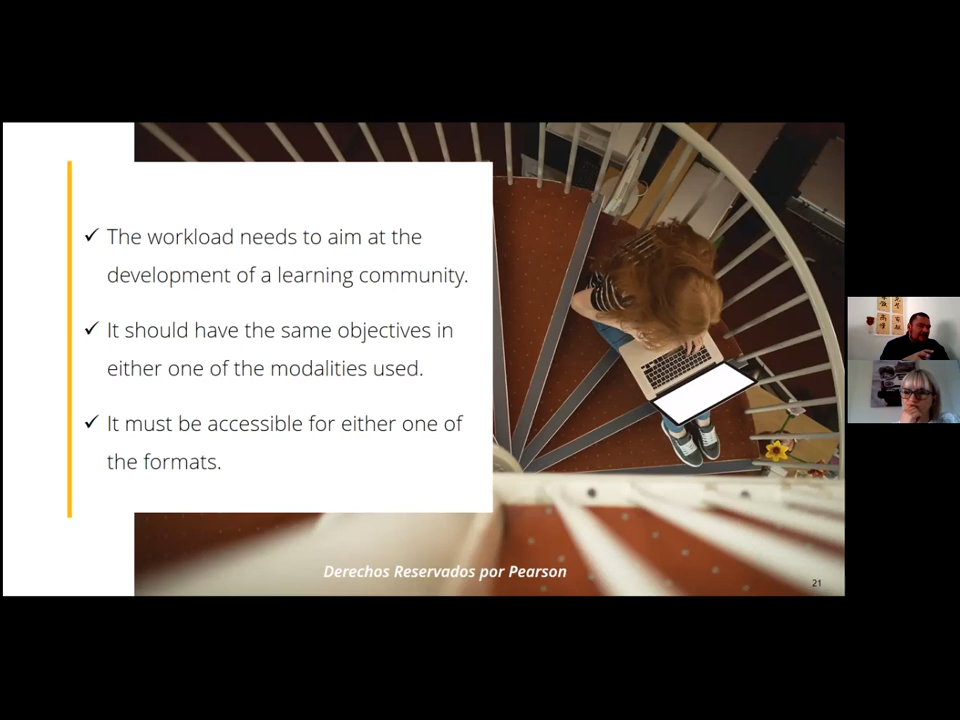 ✓ The workload needs to aim at the
development of a learning community.
✓ It should have the same objectives in
either one of the modalities used.
✓ It must be accessible for either one of
the formats.
Derechos Reservados por Pearson
21